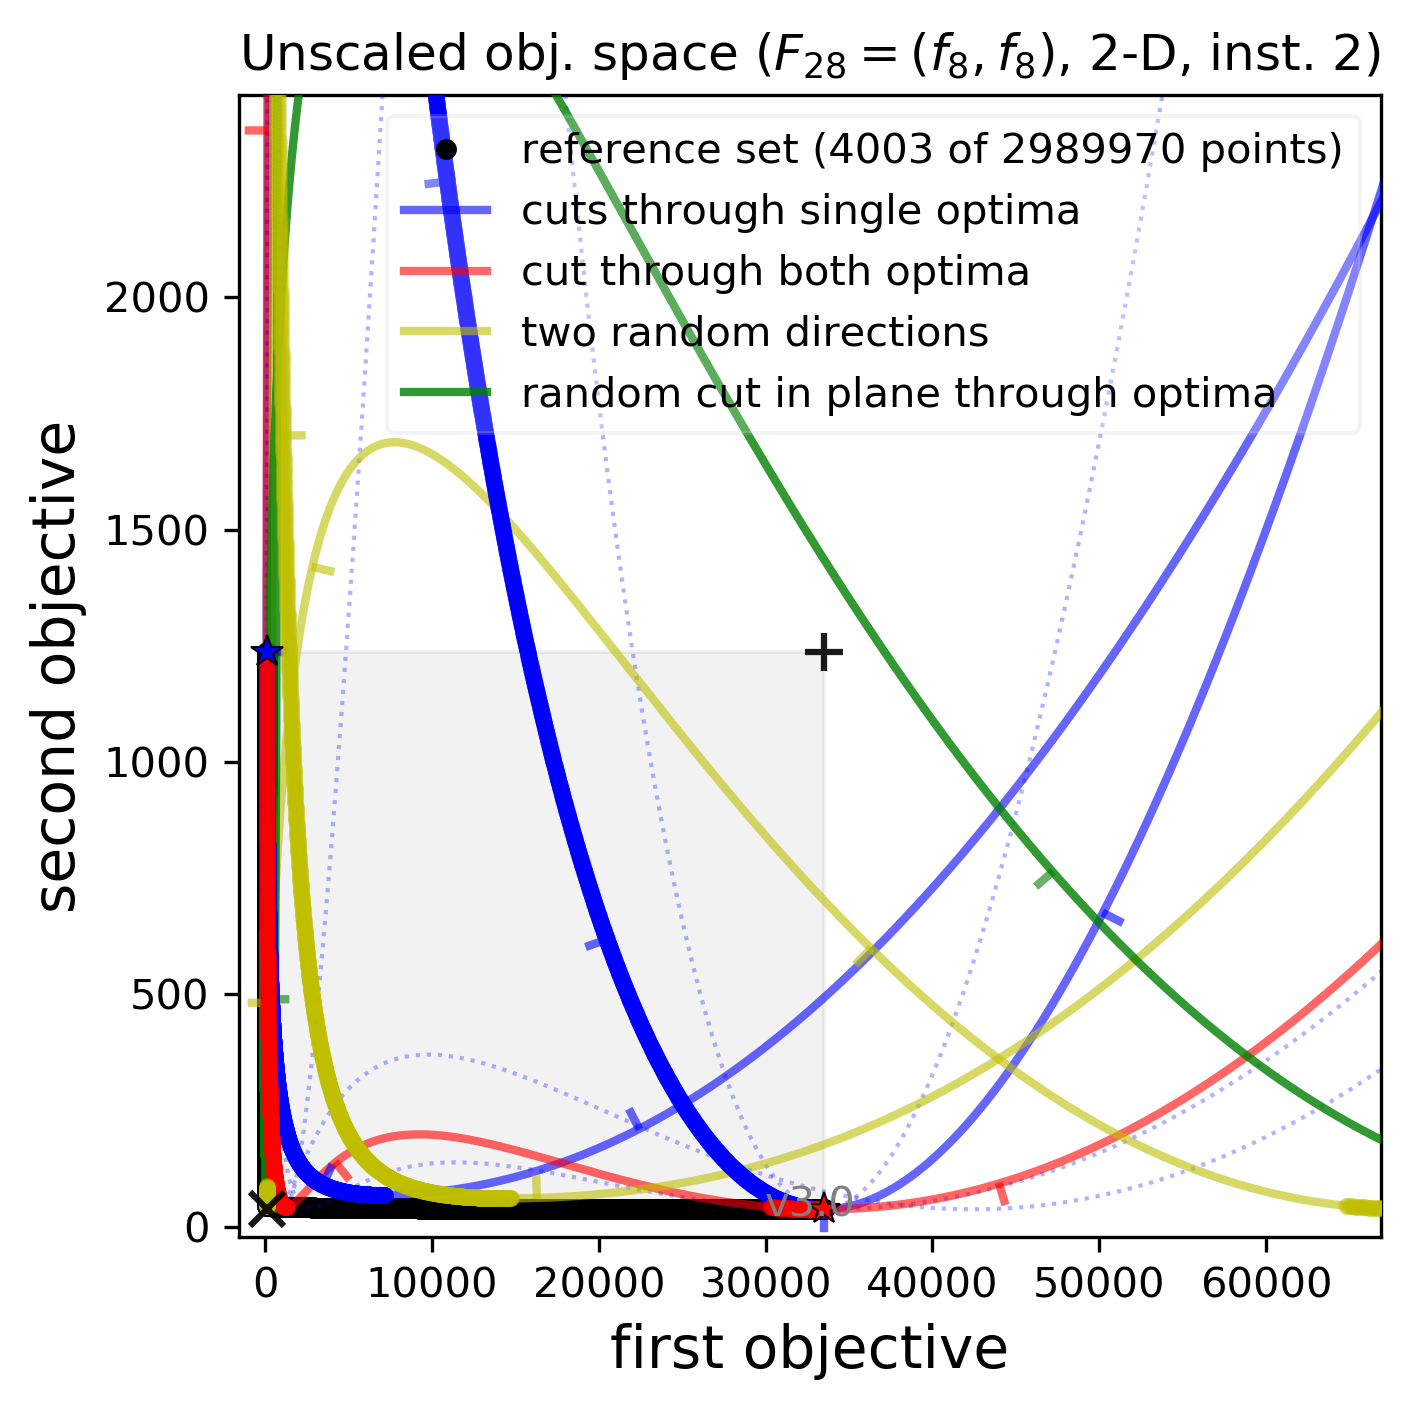 Unscaled obj. space (F28 = (f8, f8), 2-D, inst. 2)
reference set (4003 of 2989970 points)
cuts through single optima
cut through both optima
two random directions
random cut in plane through optima
second objective
2000
1500
1000
500
0
v3.0
0 10000 20000 30000 40000 50000 60000
first objective